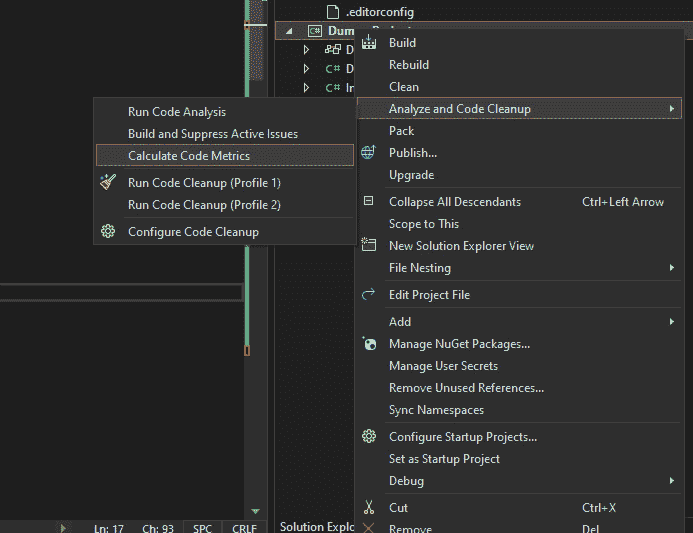 .editorconfig
Build
Rebuild
Clean
Analyze and Code Cleanup
Pack
Publish...
Upgrade
Collapse All Descendants Ctrl+Left Arrow
Scope to This
New Solution Explorer View
File Nesting
Edit Project File
Add
Manage NuGet Packages...
Manage User Secrets
Remove Unused References...
Sync Namespaces
Configure Startup Projects...
Set as Startup Project
Debug
Cut Ctrl+X
Remove Del
Run Code Analysis
Build and Suppress Active Issues
Calculate Code Metrics
Run Code Cleanup (Profile 1)
Run Code Cleanup (Profile 2)
Configure Code Cleanup
Ln: 17 Ch: 93 SPC CRLF
Solution Explo